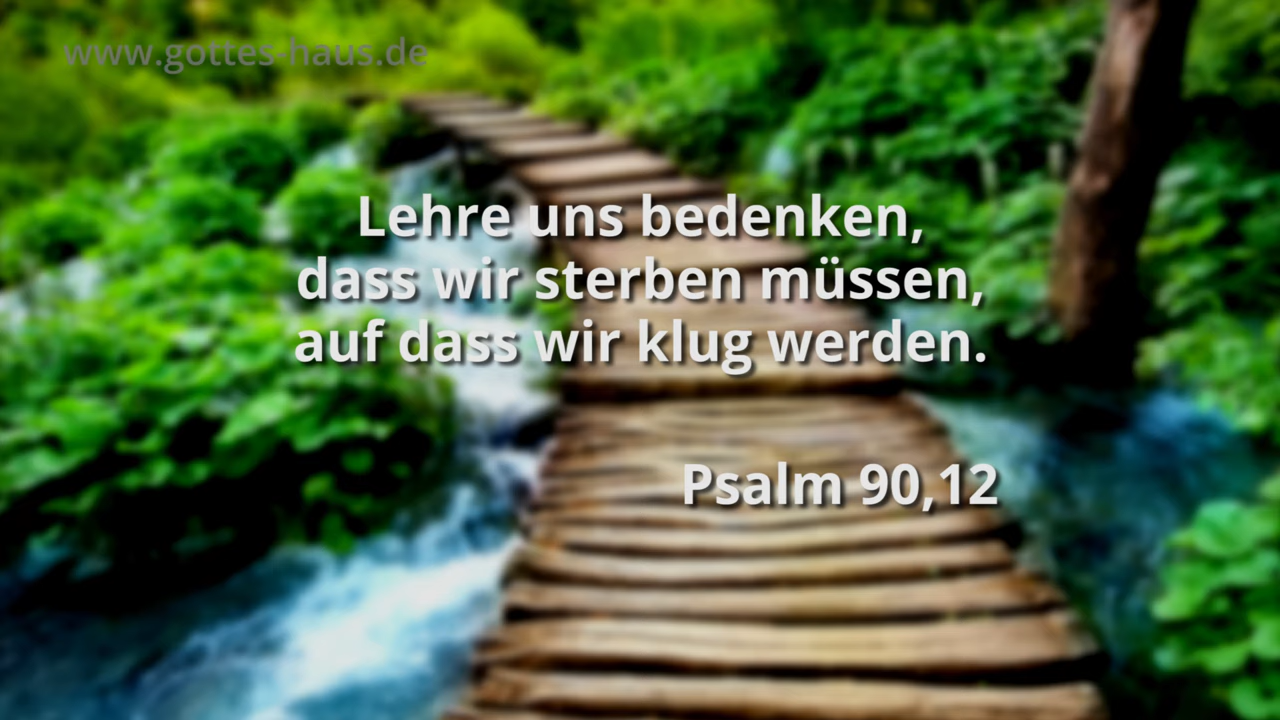 www.gottes-haus.de
Lehre uns bedenken,
dass wir sterben müssen,
auf dass wir klug werden.
Psalm 90,12